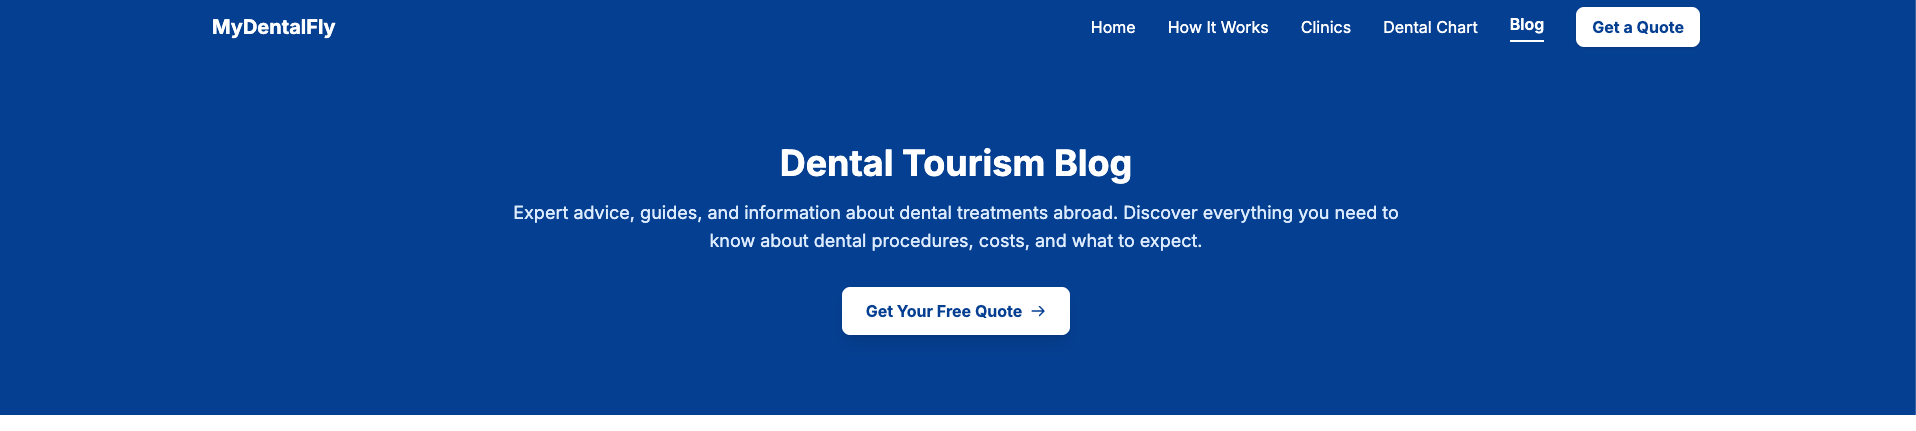 MyDentalFly
Home
How It Works
Clinics
Dental Chart
Blog
Get a Quote
Dental Tourism Blog
Expert advice, guides, and information about dental treatments abroad. Discover everything you need to
know about dental procedures, costs, and what to expect.
Get Your Free Quote →